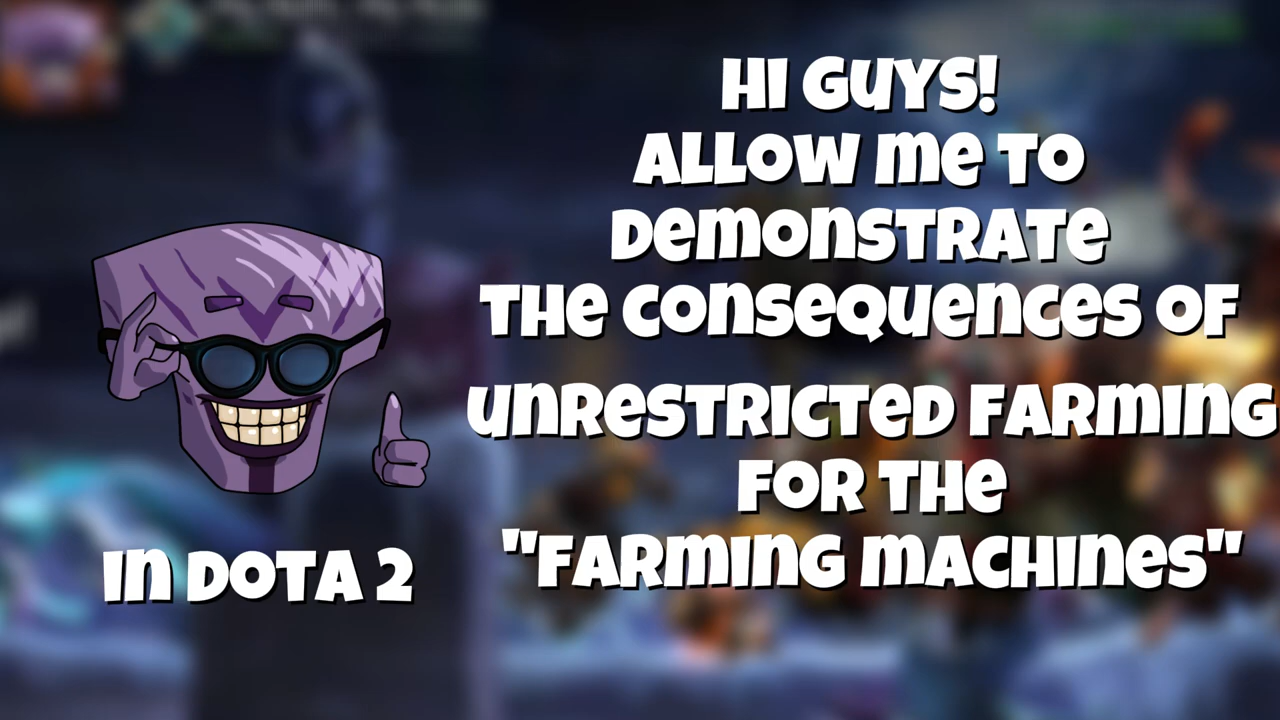 HI GUYS!
ALLOW ME TO
DEMONSTRATE
THE CONSEQUENCES OF
UNRESTRICTED FARMING
FOR THE
"FARMING MACHINES"
IN DOTA 2